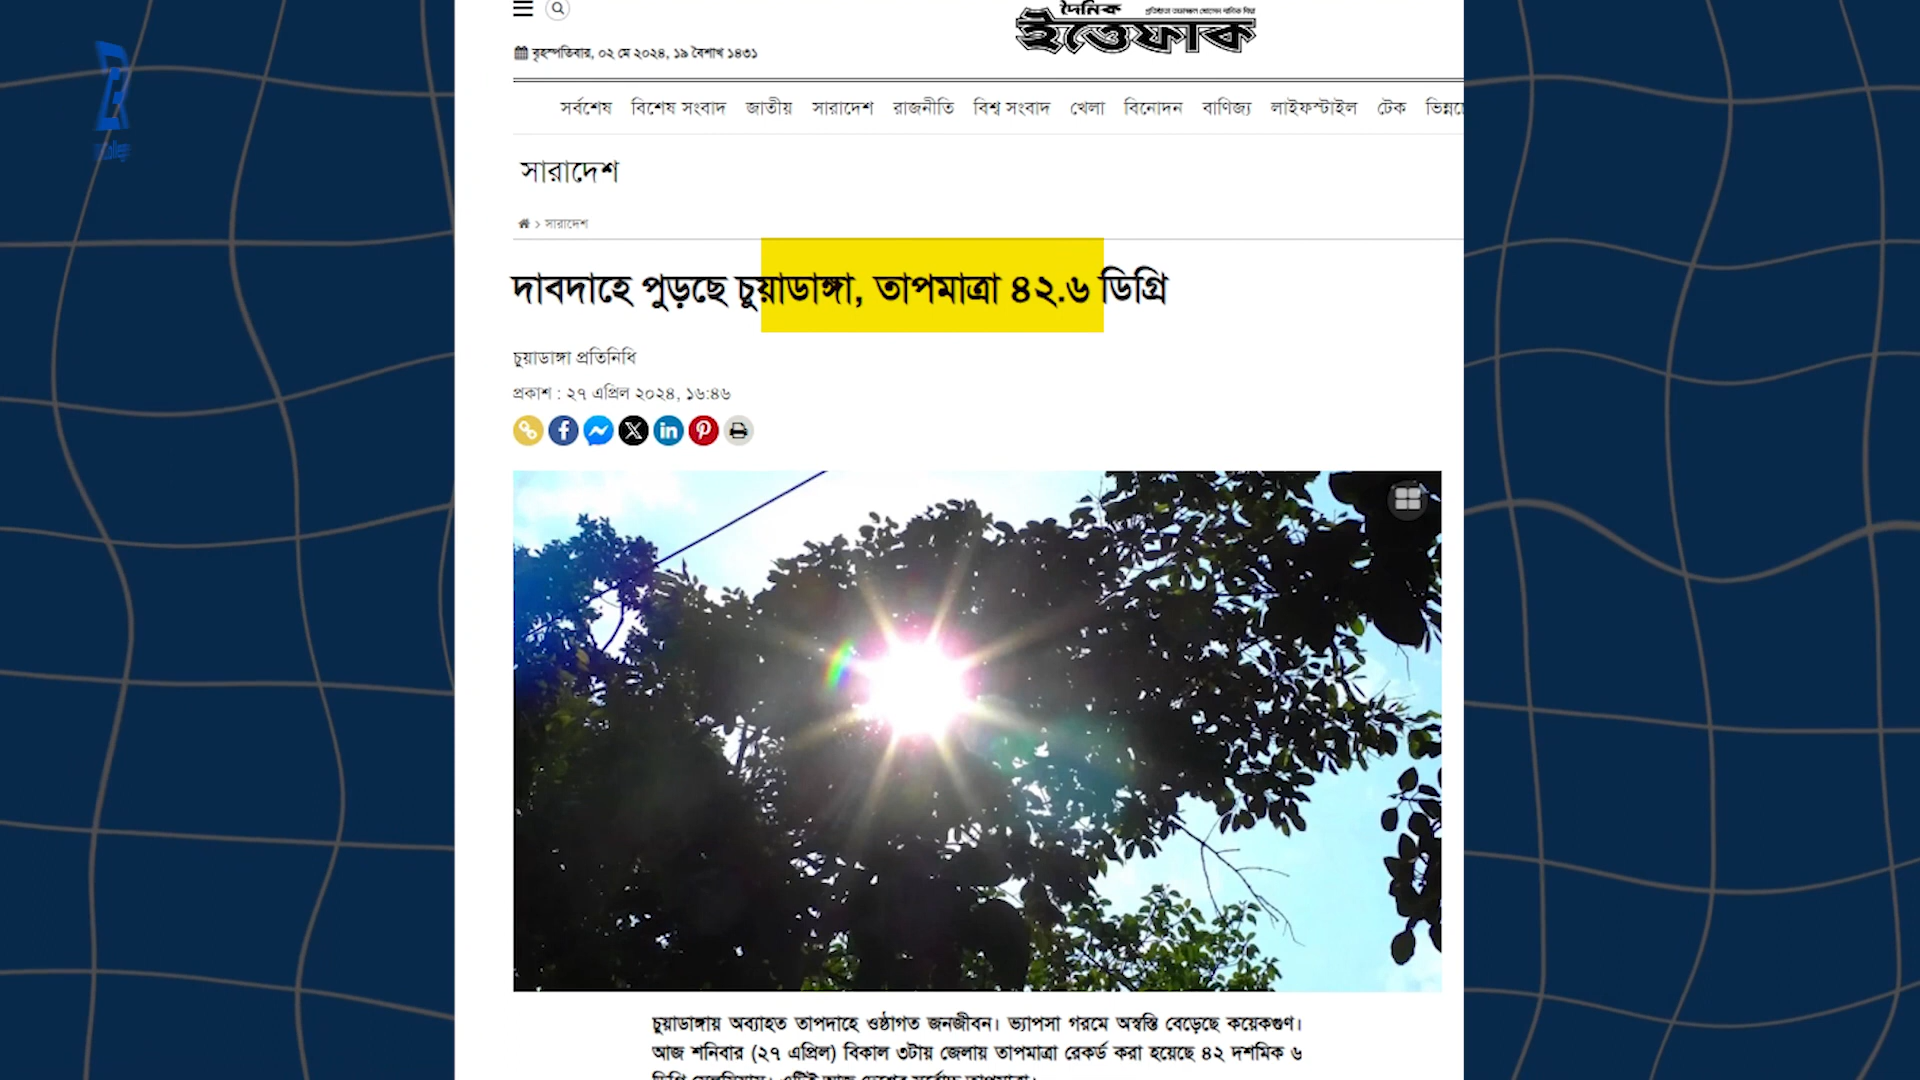 দৈনিক
ইত্তেফাক
বৃহস্পতিবার, ০২ মে ২০২৪, ১৯ বৈশাখ ১৪৩১
সর্বশেষ বিশেষ সংবাদ জাতীয় সারাদেশ রাজনীতি বিশ্ব সংবাদ খেলা বিনোদন বাণিজ্য লাইফস্টাইল টেক
সারাদেশ
> সারাদেশ
দাবদাহে পুড়ছে চুয়াডাঙ্গা, তাপমাত্রা ৪২.৬ ডিগ্রি
চুয়াডাঙ্গা প্রতিনিধি
প্রকাশ : ২৭ এপ্রিল ২০২৪, ১৬:৪৬
চুয়াডাঙ্গায় অব্যাহত তাপদাহে ওষ্ঠাগত জনজীবন। ভ্যাপসা গরমে অস্বস্তি বেড়েছে কয়েকগুণ।
আজ শনিবার (২৭ এপ্রিল) বিকাল ৩টায় জেলায় তাপমাত্রা রেকর্ড করা হয়েছে ৪২ দশমিক ৬